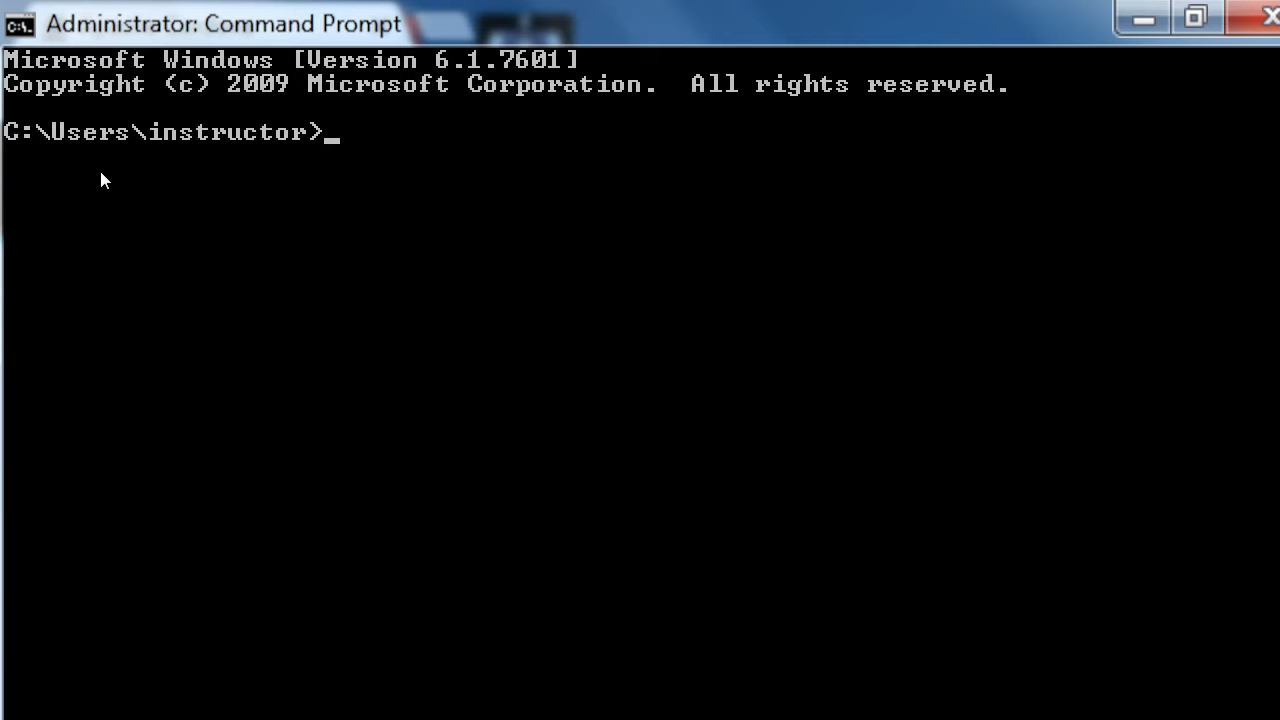 Administrator: Command Prompt
Microsoft Windows [Version 6.1.7601]
Copyright (c) 2009 Microsoft Corporation.  All rights reserved.
C:\Users\instructor>_